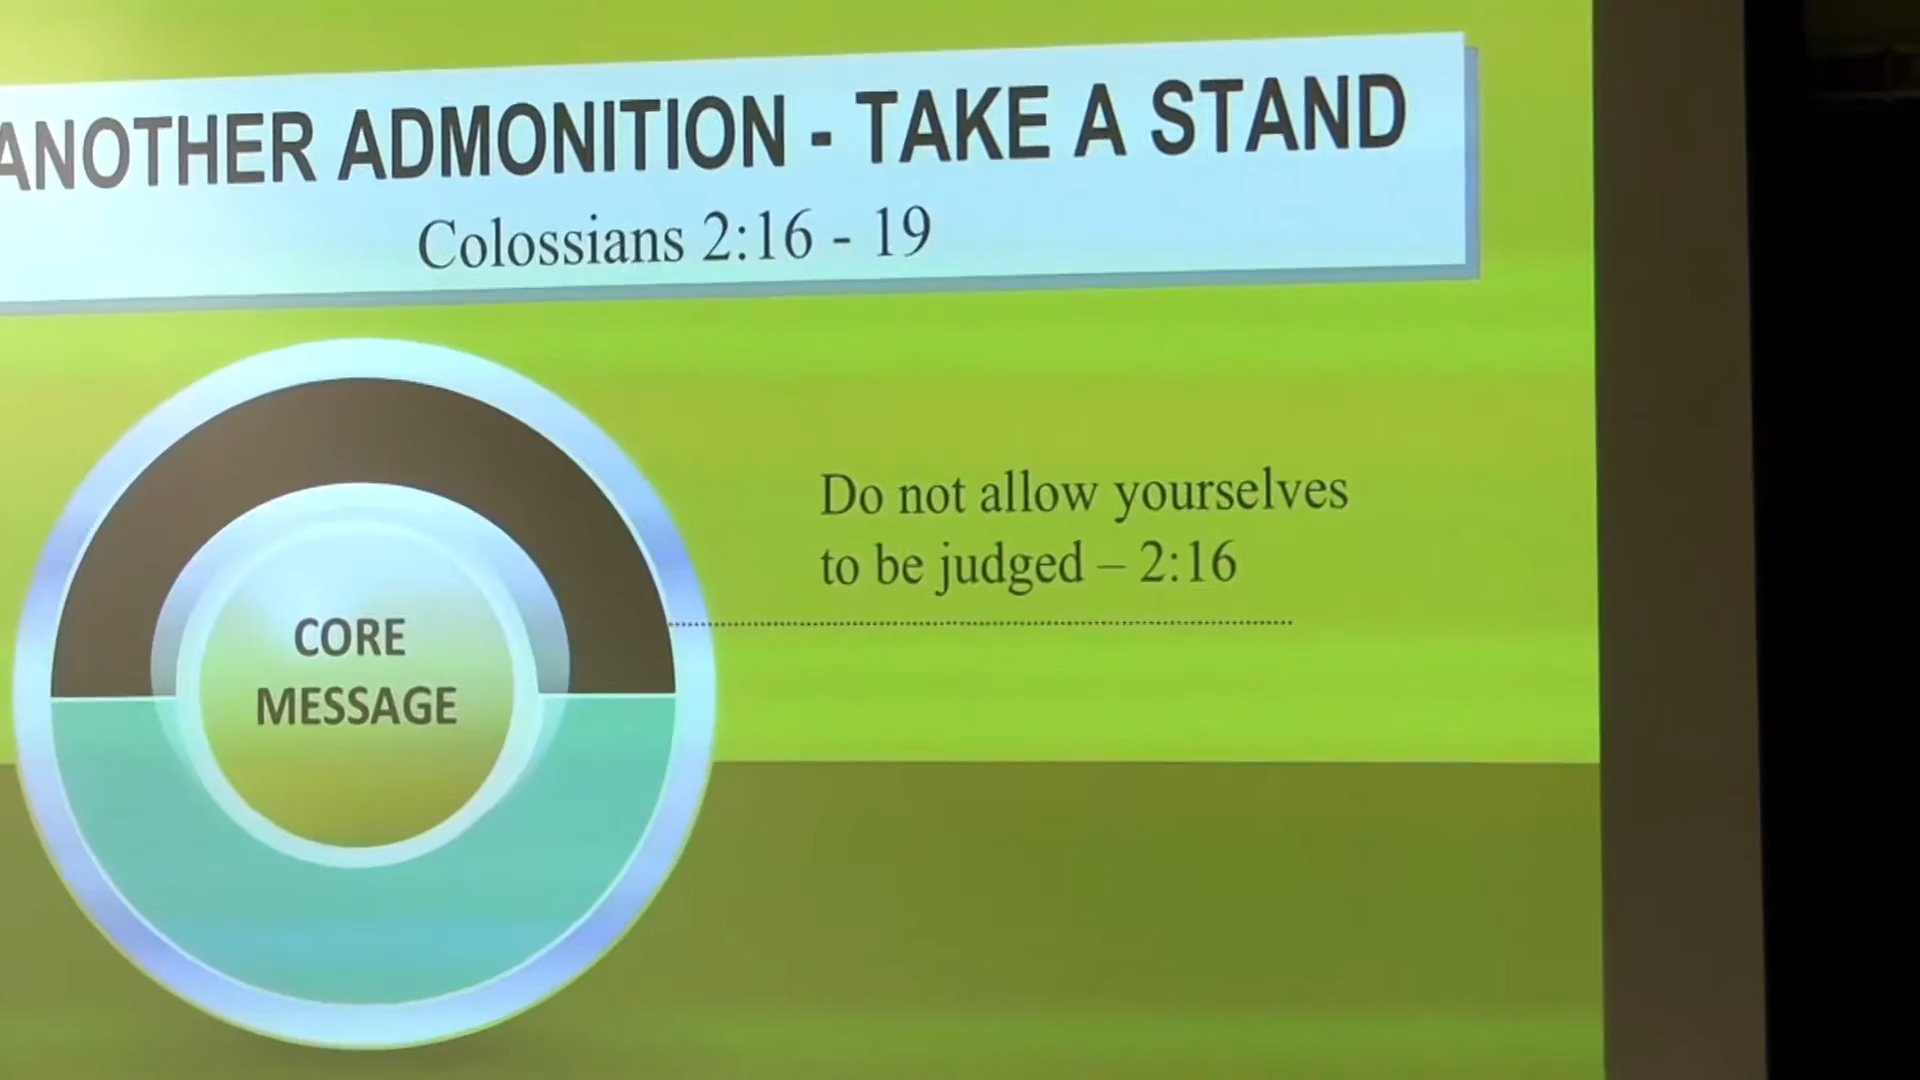 ANOTHER ADMONITION - TAKE A STAND
Colossians 2:16 - 19
Do not allow yourselves
to be judged – 2:16
CORE
MESSAGE